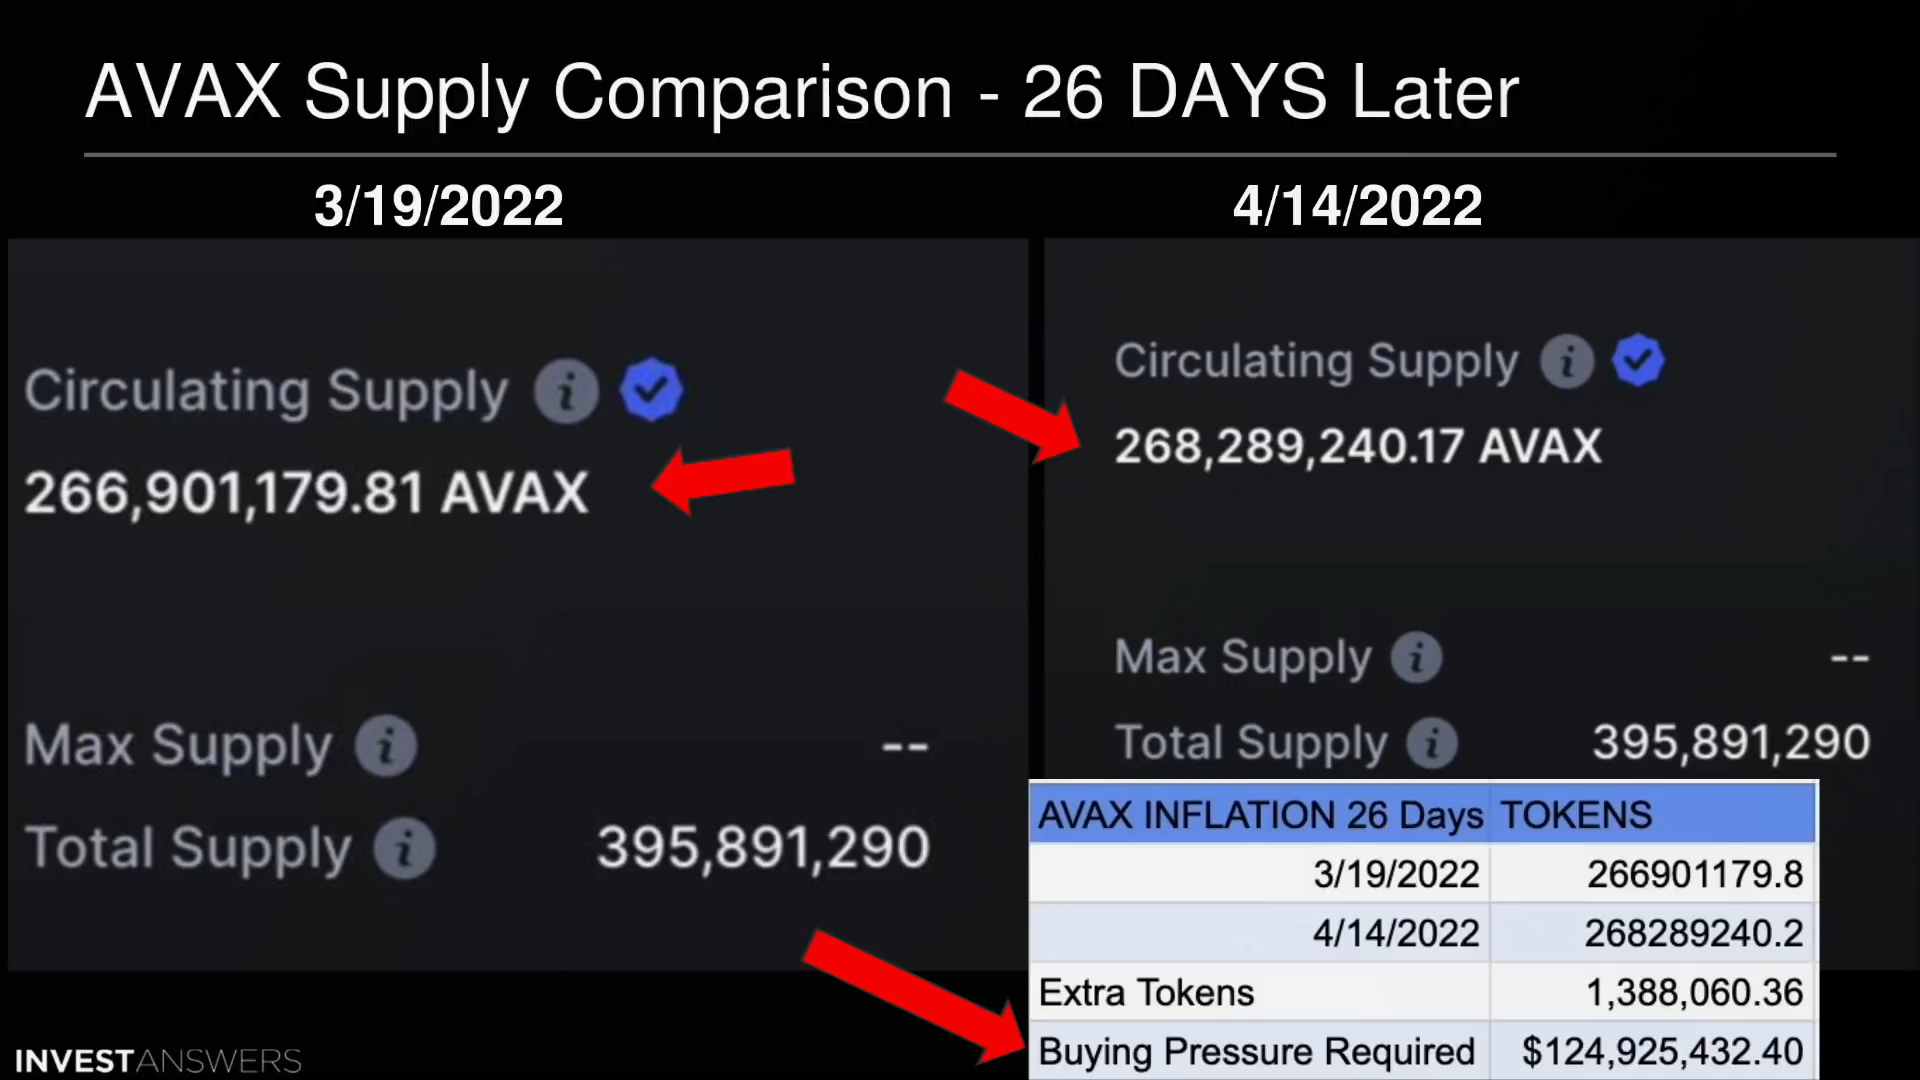 AVAX Supply Comparison - 26 DAYS Later
3/19/2022
4/14/2022
Circulating Supply
266,901,179.81 AVAX
Max Supply --
Total Supply 395,891,290
Circulating Supply
268,289,240.17 AVAX
Max Supply --
Total Supply 395,891,290
AVAX INFLATION 26 Days TOKENS
3/19/2022 266901179.8
4/14/2022 268289240.2
Extra Tokens 1,388,060.36
Buying Pressure Required $124,925,432.40
INVESTANSWERS